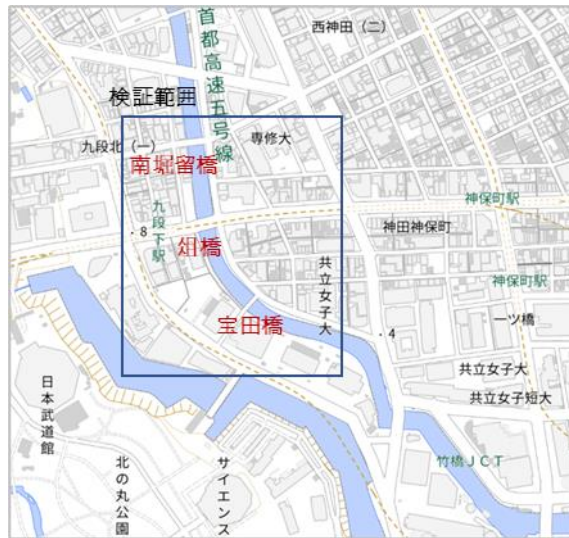 首都高速五号線
西神田（二）
検証範囲
九段北（一）
専修大
南堀留橋
九段下駅
神保町駅
神田神保町
・8
俎橋
共立女子大
神保町駅
宝田橋
一ツ橋
・4
共立女子大
共立女子短大
日本武道館
竹橋ＪＣＴ
北の丸公園
サイエンス